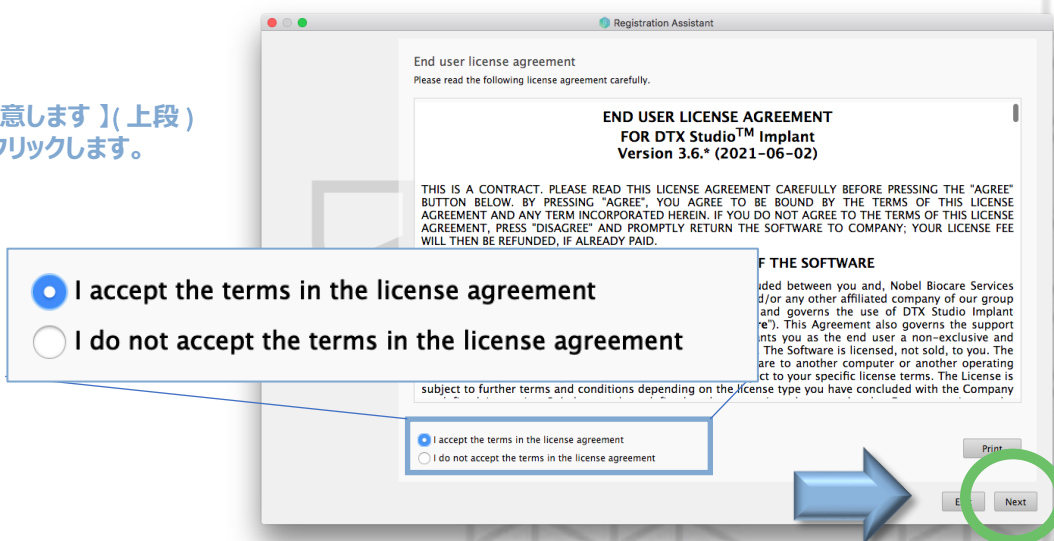 Registration Assistant
End user license agreement
Please read the following license agreement carefully.
意します 】( 上段 )
クリックします。
END USER LICENSE AGREEMENT
FOR DTX Studio™ Implant
Version 3.6.* (2021-06-02)
THIS IS A CONTRACT. PLEASE READ THIS LICENSE AGREEMENT CAREFULLY BEFORE PRESSING THE "AGREE"
BUTTON BELOW. BY PRESSING "AGREE", YOU AGREE TO BE BOUND BY THE TERMS OF THIS LICENSE
AGREEMENT AND ANY TERM INCORPORATED HEREIN. IF YOU DO NOT AGREE TO THE TERMS OF THIS LICENSE
AGREEMENT, PRESS "DISAGREE" AND PROMPTLY RETURN THE SOFTWARE TO COMPANY; YOUR LICENSE FEE
WILL THEN BE REFUNDED, IF ALREADY PAID.
F THE SOFTWARE
uded between you and, Nobel Biocare Services
d/or any other affiliated company of our group
and governs the use of DTX Studio Implant
re"). This Agreement also governs the support
nts you as the end user a non-exclusive and
The Software is licensed, not sold, to you. The
are to another computer or another operating
ct to your specific license terms. The License is
subject to further terms and conditions depending on the license type you have concluded with the Company
I accept the terms in the license agreement
I do not accept the terms in the license agreement
I accept the terms in the license agreement
I do not accept the terms in the license agreement
Print
Next